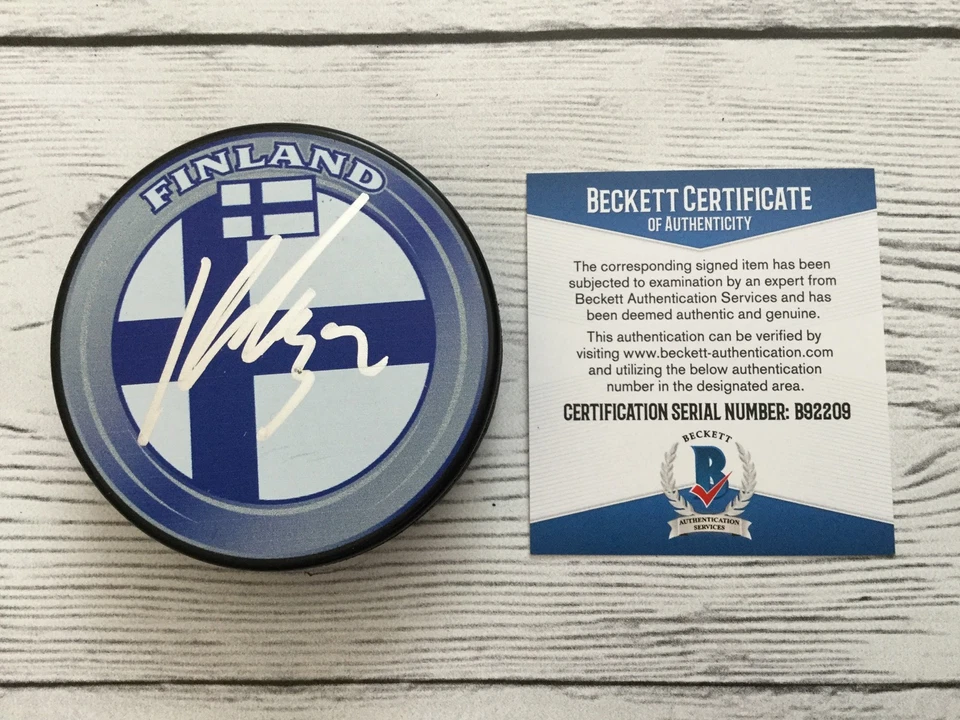 FINLAND
32
BECKETT CERTIFICATE
OF AUTHENTICITY
The corresponding signed item has been
subjected to examination by an expert from
Beckett Authentication Services and has
been deemed authentic and genuine.
This authentication can be verified by
visiting www.beckett-authentication.com
and utilizing the below authentication
number in the designated area.
CERTIFICATION SERIAL NUMBER: B92209
BECKETT
B
AUTHENTICATION
SERVICES